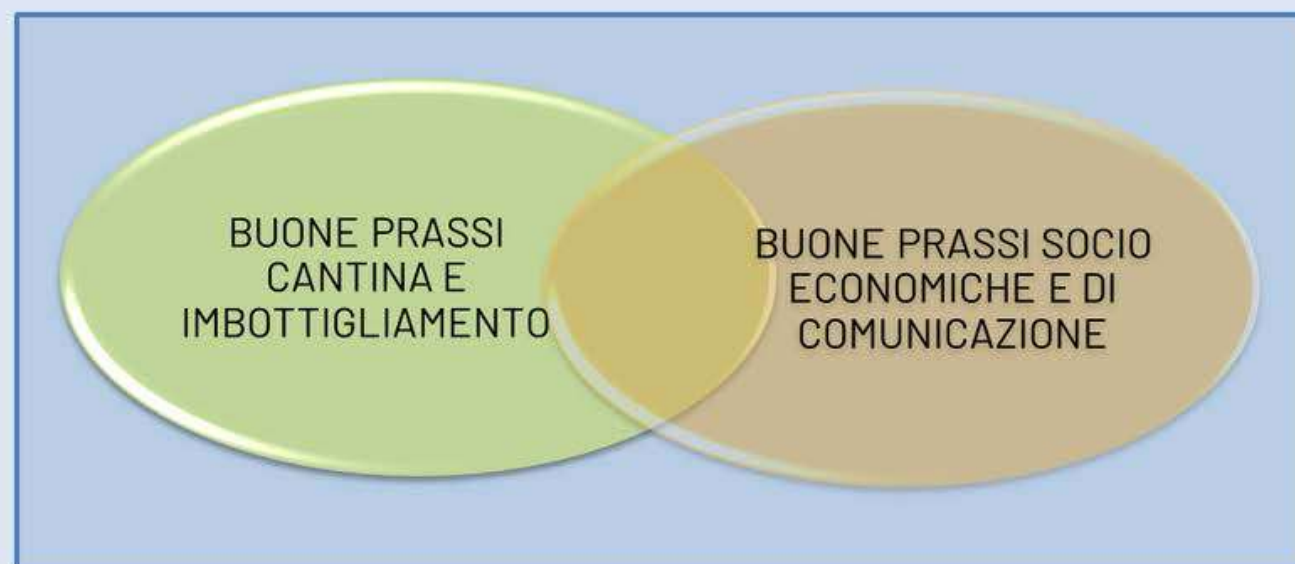 BUONE PRASSI
CANTINA E
IMBOTTIGLIAMENTO
BUONE PRASSI SOCIO
ECONOMICHE E DI
COMUNICAZIONE